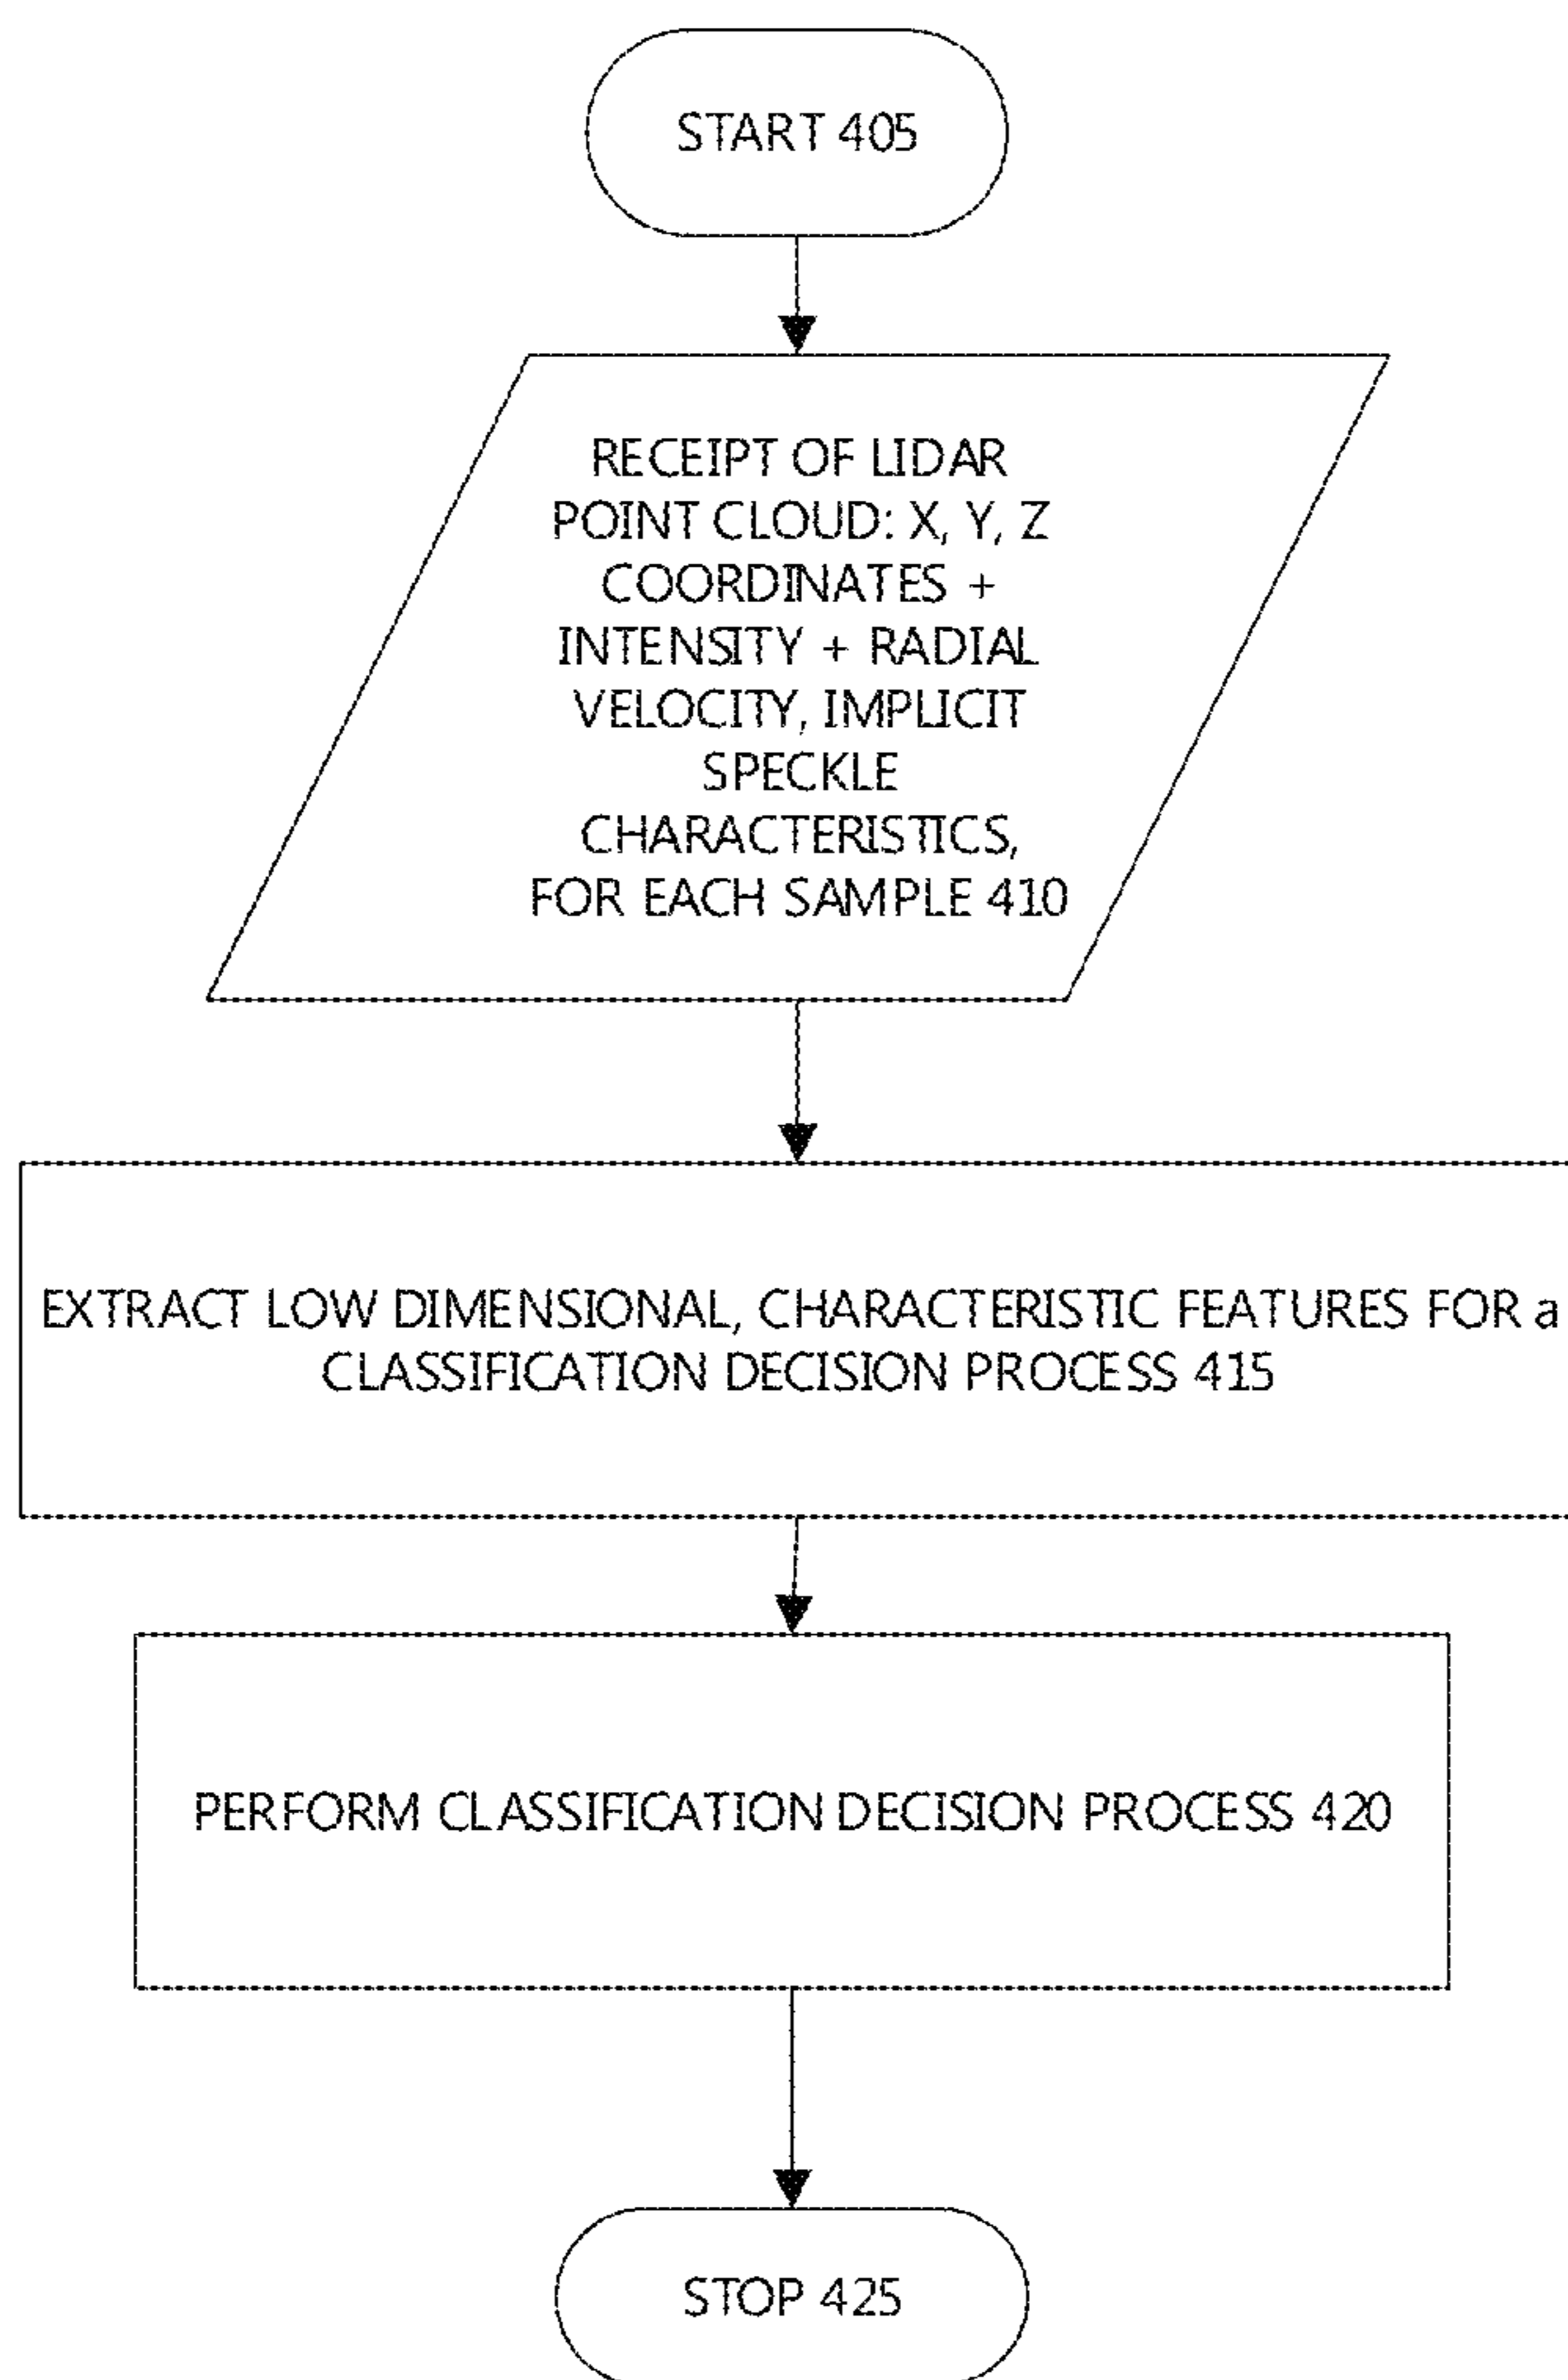 START 405
RECEIPT OF LIDAR
POINT CLOUD: X, Y, Z
COORDINATES +
INTENSITY + RADIAL
VELOCITY, IMPLICIT
SPECKLE
CHARACTERISTICS,
FOR EACH SAMPLE 410
EXTRACT LOW DIMENSIONAL, CHARACTERISTIC FEATURES FOR a
CLASSIFICATION DECISION PROCESS 415
PERFORM CLASSIFICATION DECISION PROCESS 420
STOP 425